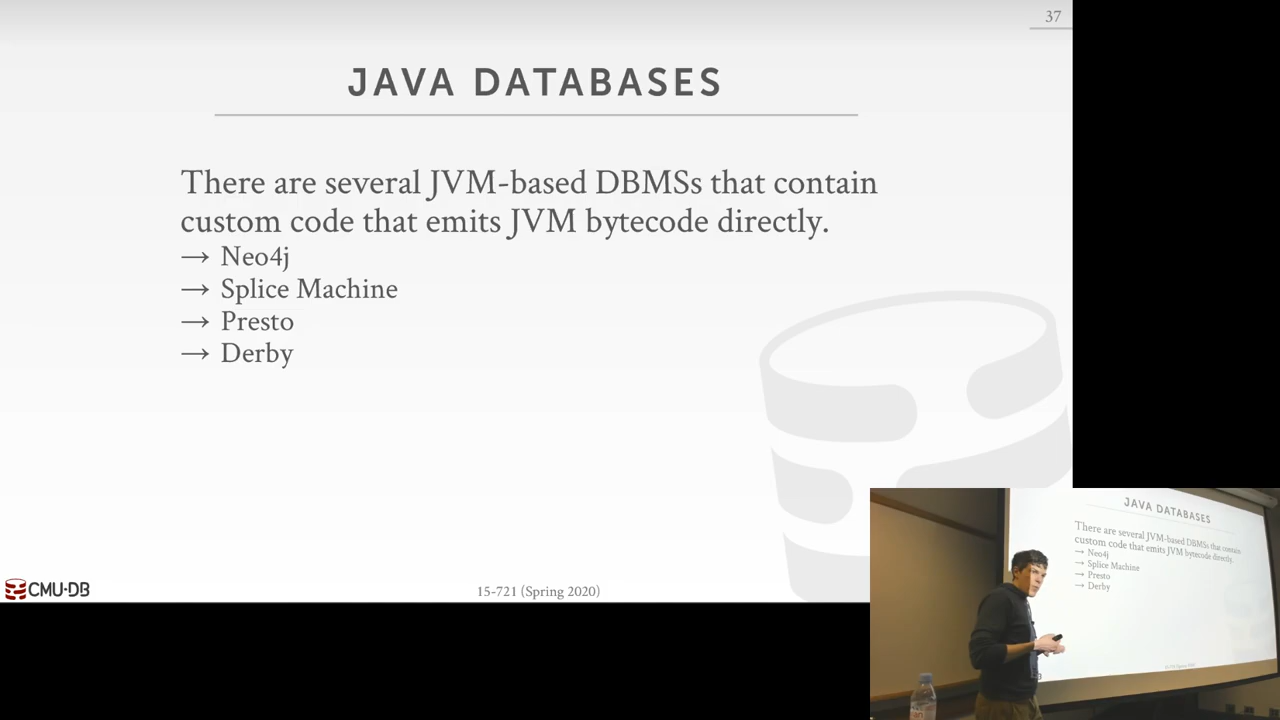 37
JAVA DATABASES
There are several JVM-based DBMSs that contain
custom code that emits JVM bytecode directly.
→ Neo4j
→ Splice Machine
→ Presto
→ Derby
CMU·DB
15-721 (Spring 2020)
JAVA DATABASES
There are several JVM-based DBMSs that contain
custom code that emits JVM bytecode directly.
→ Neo4j
→ Splice Machine
→ Presto
→ Derby